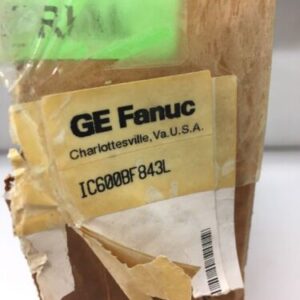 GE Fanuc
Charlottesville, Va. U.S.A.
IC600BF843L